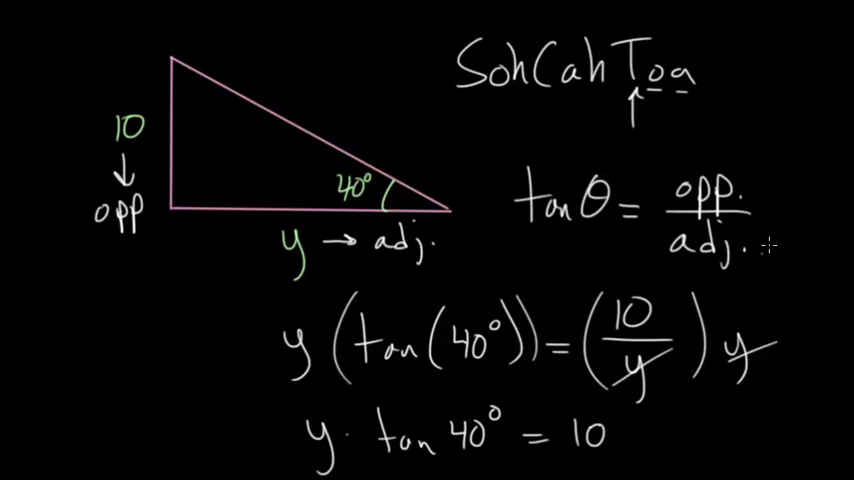 SohCahToa
10
40°
opp
y → adj.
tan θ = opp. / adj.
y (tan(40°)) = (10 / y) y
y · tan 40° = 10